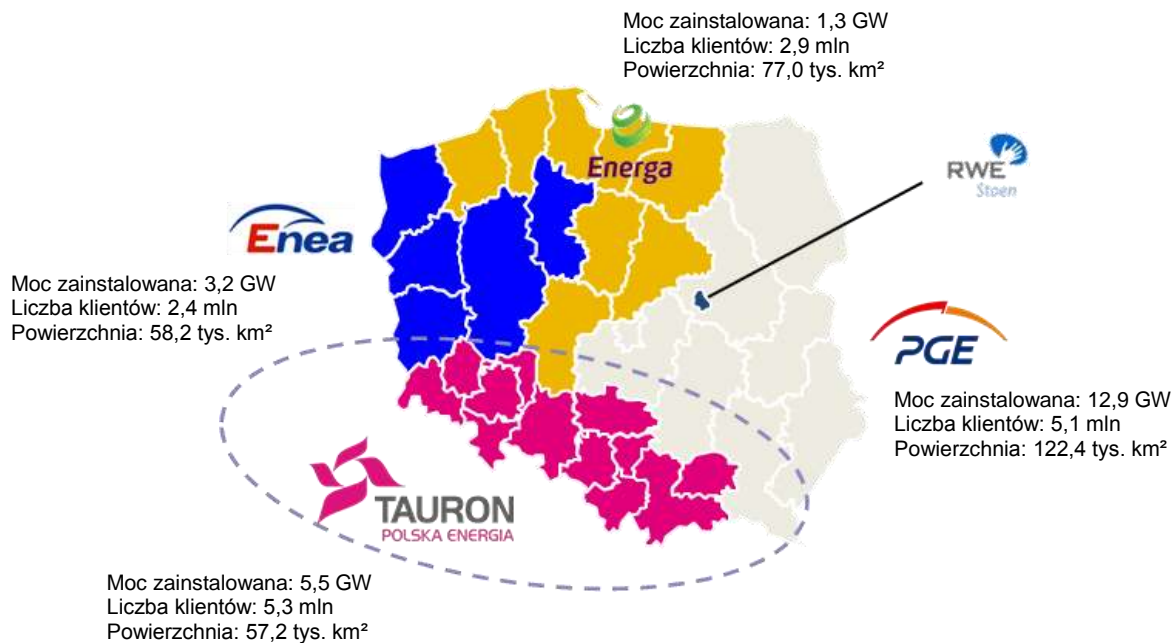 Moc zainstalowana: 1,3 GW
Liczba klientów: 2,9 mln
Powierzchnia: 77,0 tys. km²
Energa
RWE
Stoen
Enea
Moc zainstalowana: 3,2 GW
Liczba klientów: 2,4 mln
Powierzchnia: 58,2 tys. km²
PGE
Moc zainstalowana: 12,9 GW
Liczba klientów: 5,1 mln
Powierzchnia: 122,4 tys. km²
TAURON
POLSKA ENERGIA
Moc zainstalowana: 5,5 GW
Liczba klientów: 5,3 mln
Powierzchnia: 57,2 tys. km²